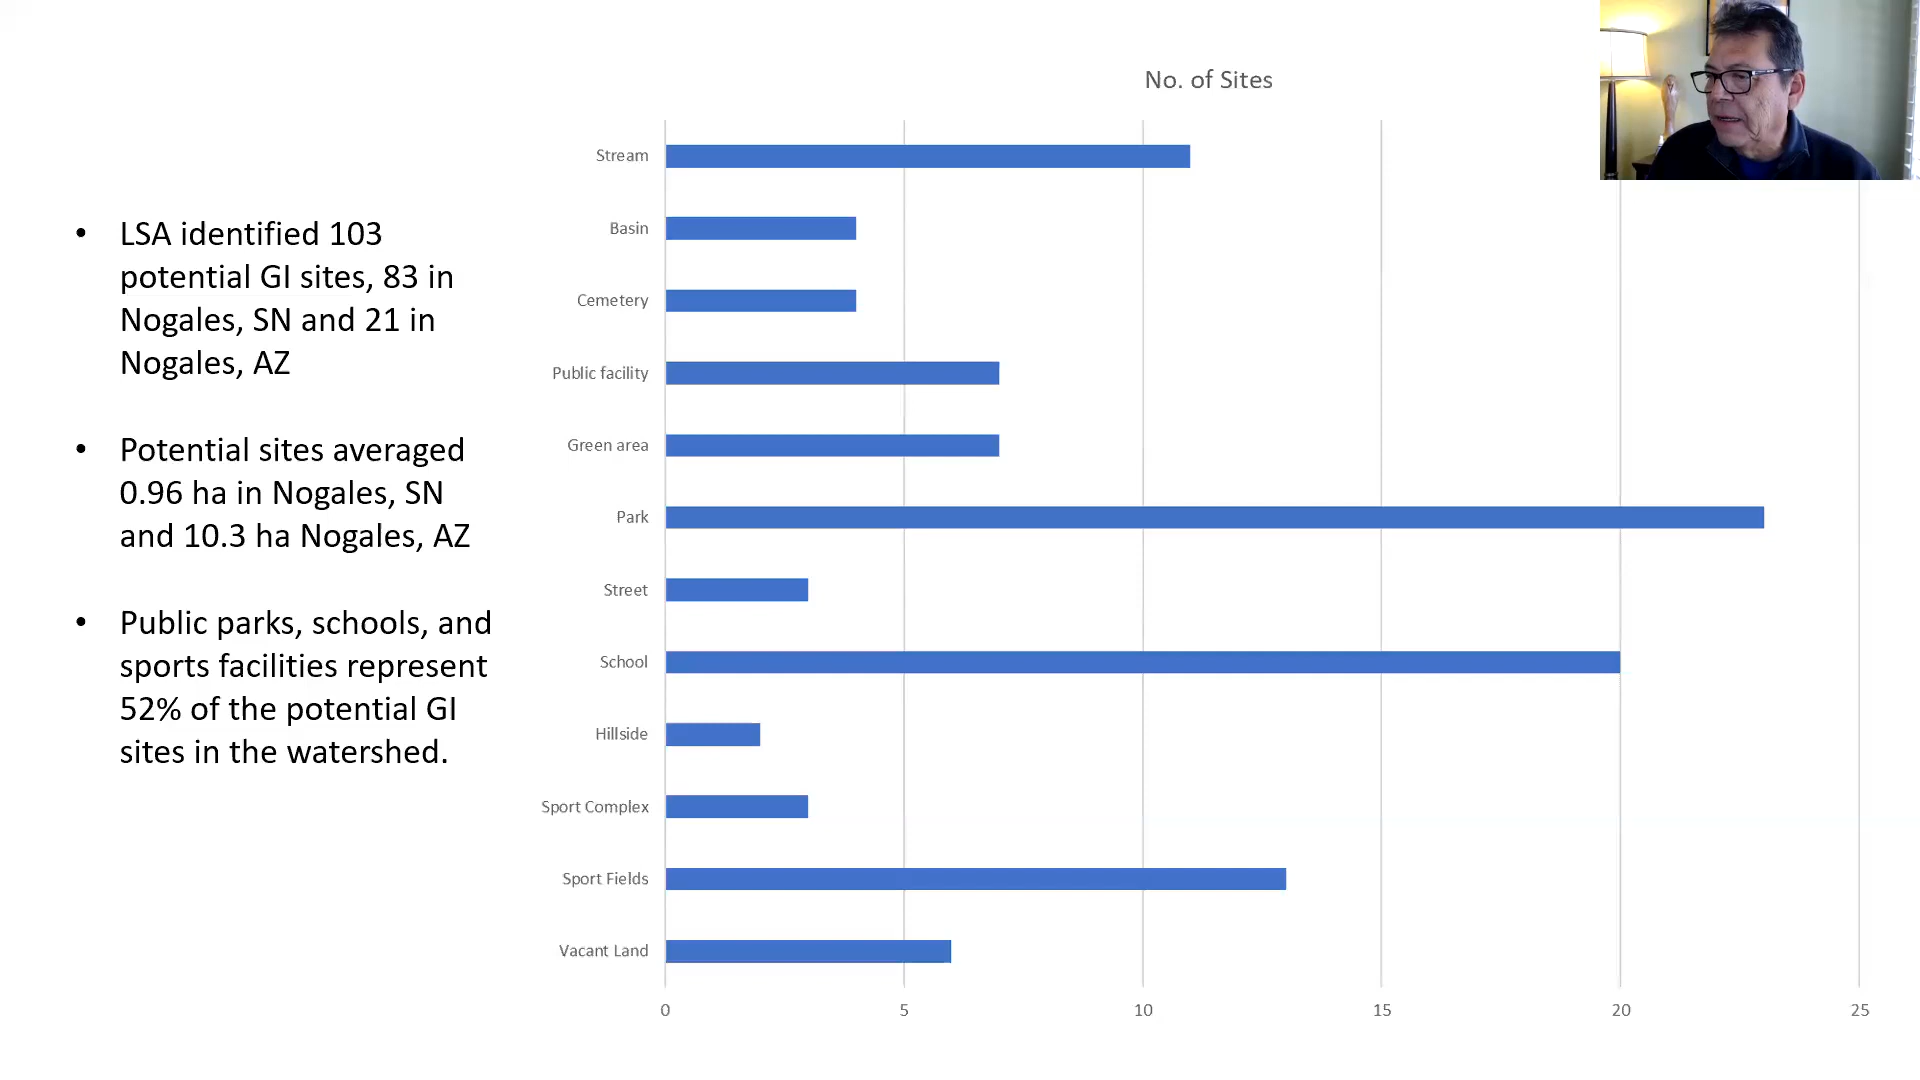 No. of Sites
• LSA identified 103
potential GI sites, 83 in
Nogales, SN and 21 in
Nogales, AZ
• Potential sites averaged
0.96 ha in Nogales, SN
and 10.3 ha Nogales, AZ
• Public parks, schools, and
sports facilities represent
52% of the potential GI
sites in the watershed.
Stream
Basin
Cemetery
Public facility
Green area
Park
Street
School
Hillside
Sport Complex
Sport Fields
Vacant Land
0 5 10 15 20 25